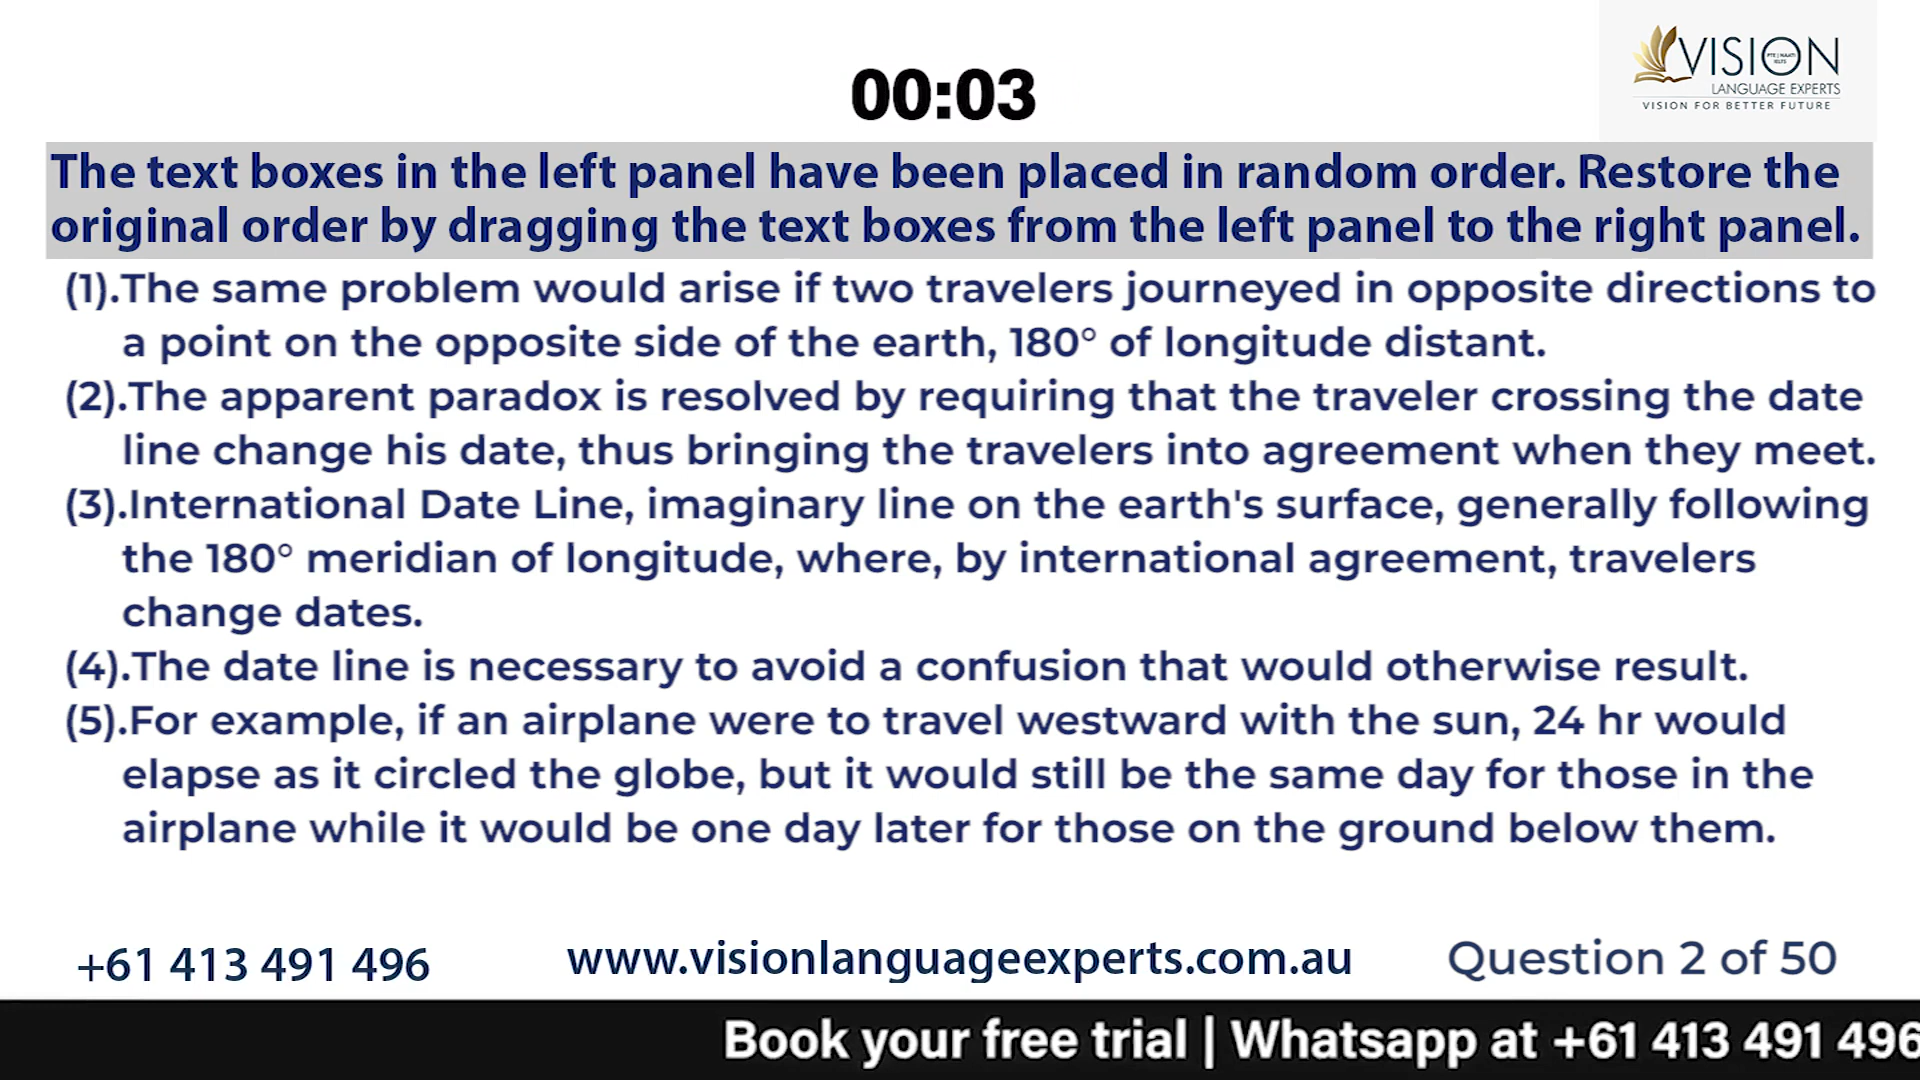 VISION
PTE | NAATI
IELTS
LANGUAGE EXPERTS
VISION FOR BETTER FUTURE
00:03
The text boxes in the left panel have been placed in random order. Restore the
original order by dragging the text boxes from the left panel to the right panel.
(1).The same problem would arise if two travelers journeyed in opposite directions to
a point on the opposite side of the earth, 180° of longitude distant.
(2).The apparent paradox is resolved by requiring that the traveler crossing the date
line change his date, thus bringing the travelers into agreement when they meet.
(3).International Date Line, imaginary line on the earth's surface, generally following
the 180° meridian of longitude, where, by international agreement, travelers
change dates.
(4).The date line is necessary to avoid a confusion that would otherwise result.
(5).For example, if an airplane were to travel westward with the sun, 24 hr would
elapse as it circled the globe, but it would still be the same day for those in the
airplane while it would be one day later for those on the ground below them.
+61 413 491 496
www.visionlanguageexperts.com.au
Question 2 of 50
Book your free trial | Whatsapp at +61 413 491 496